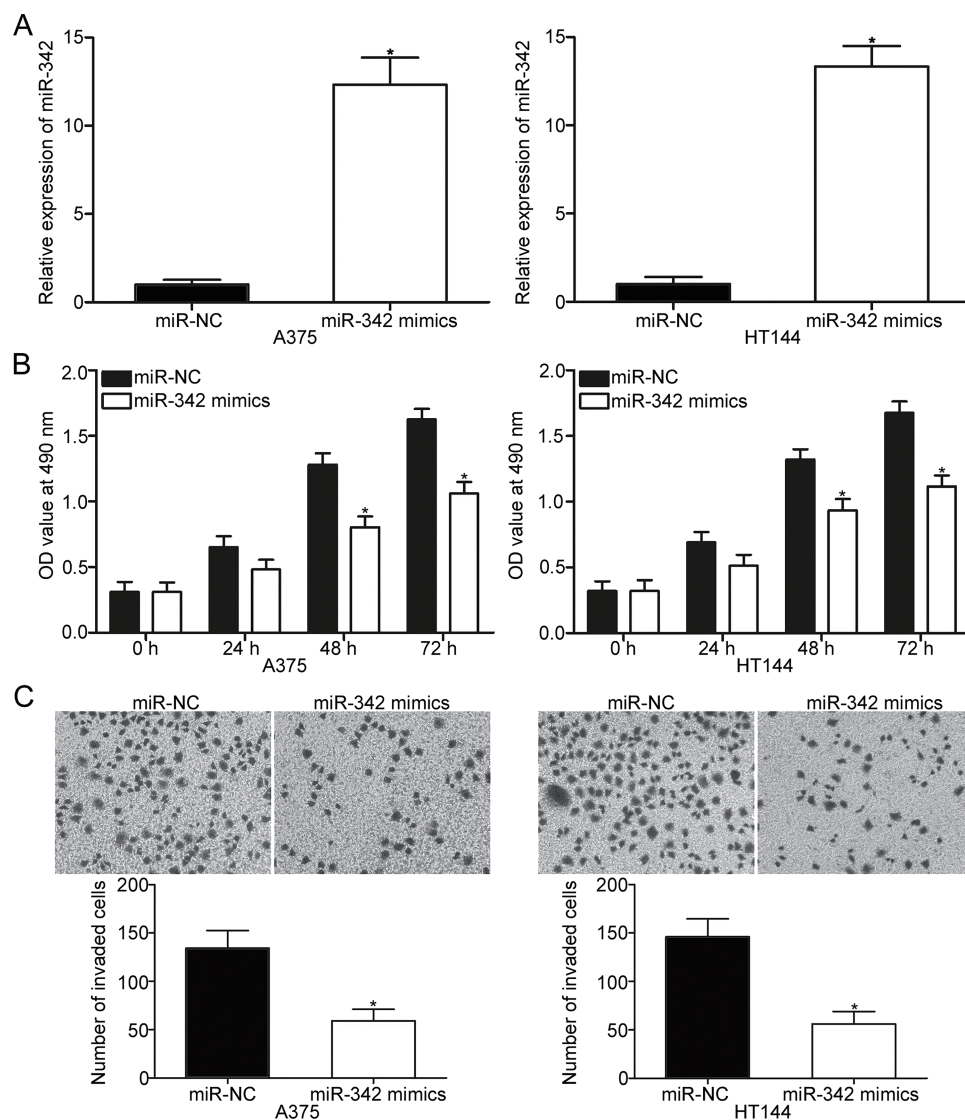 A
Relative expression of miR-342
15
10
5
0
*
miR-NC
miR-342 mimics
A375
Relative expression of miR-342
15
10
5
0
*
miR-NC
miR-342 mimics
HT144
B
OD value at 490 nm
2.0
1.5
1.0
0.5
0.0
miR-NC
miR-342 mimics
*
*
0 h
24 h
48 h
72 h
A375
OD value at 490 nm
2.0
1.5
1.0
0.5
0.0
miR-NC
miR-342 mimics
*
*
0 h
24 h
48 h
72 h
HT144
C
miR-NC
miR-342 mimics
miR-NC
miR-342 mimics
Number of invaded cells
200
150
100
50
0
*
miR-NC
miR-342 mimics
A375
Number of invaded cells
200
150
100
50
0
*
miR-NC
miR-342 mimics
HT144